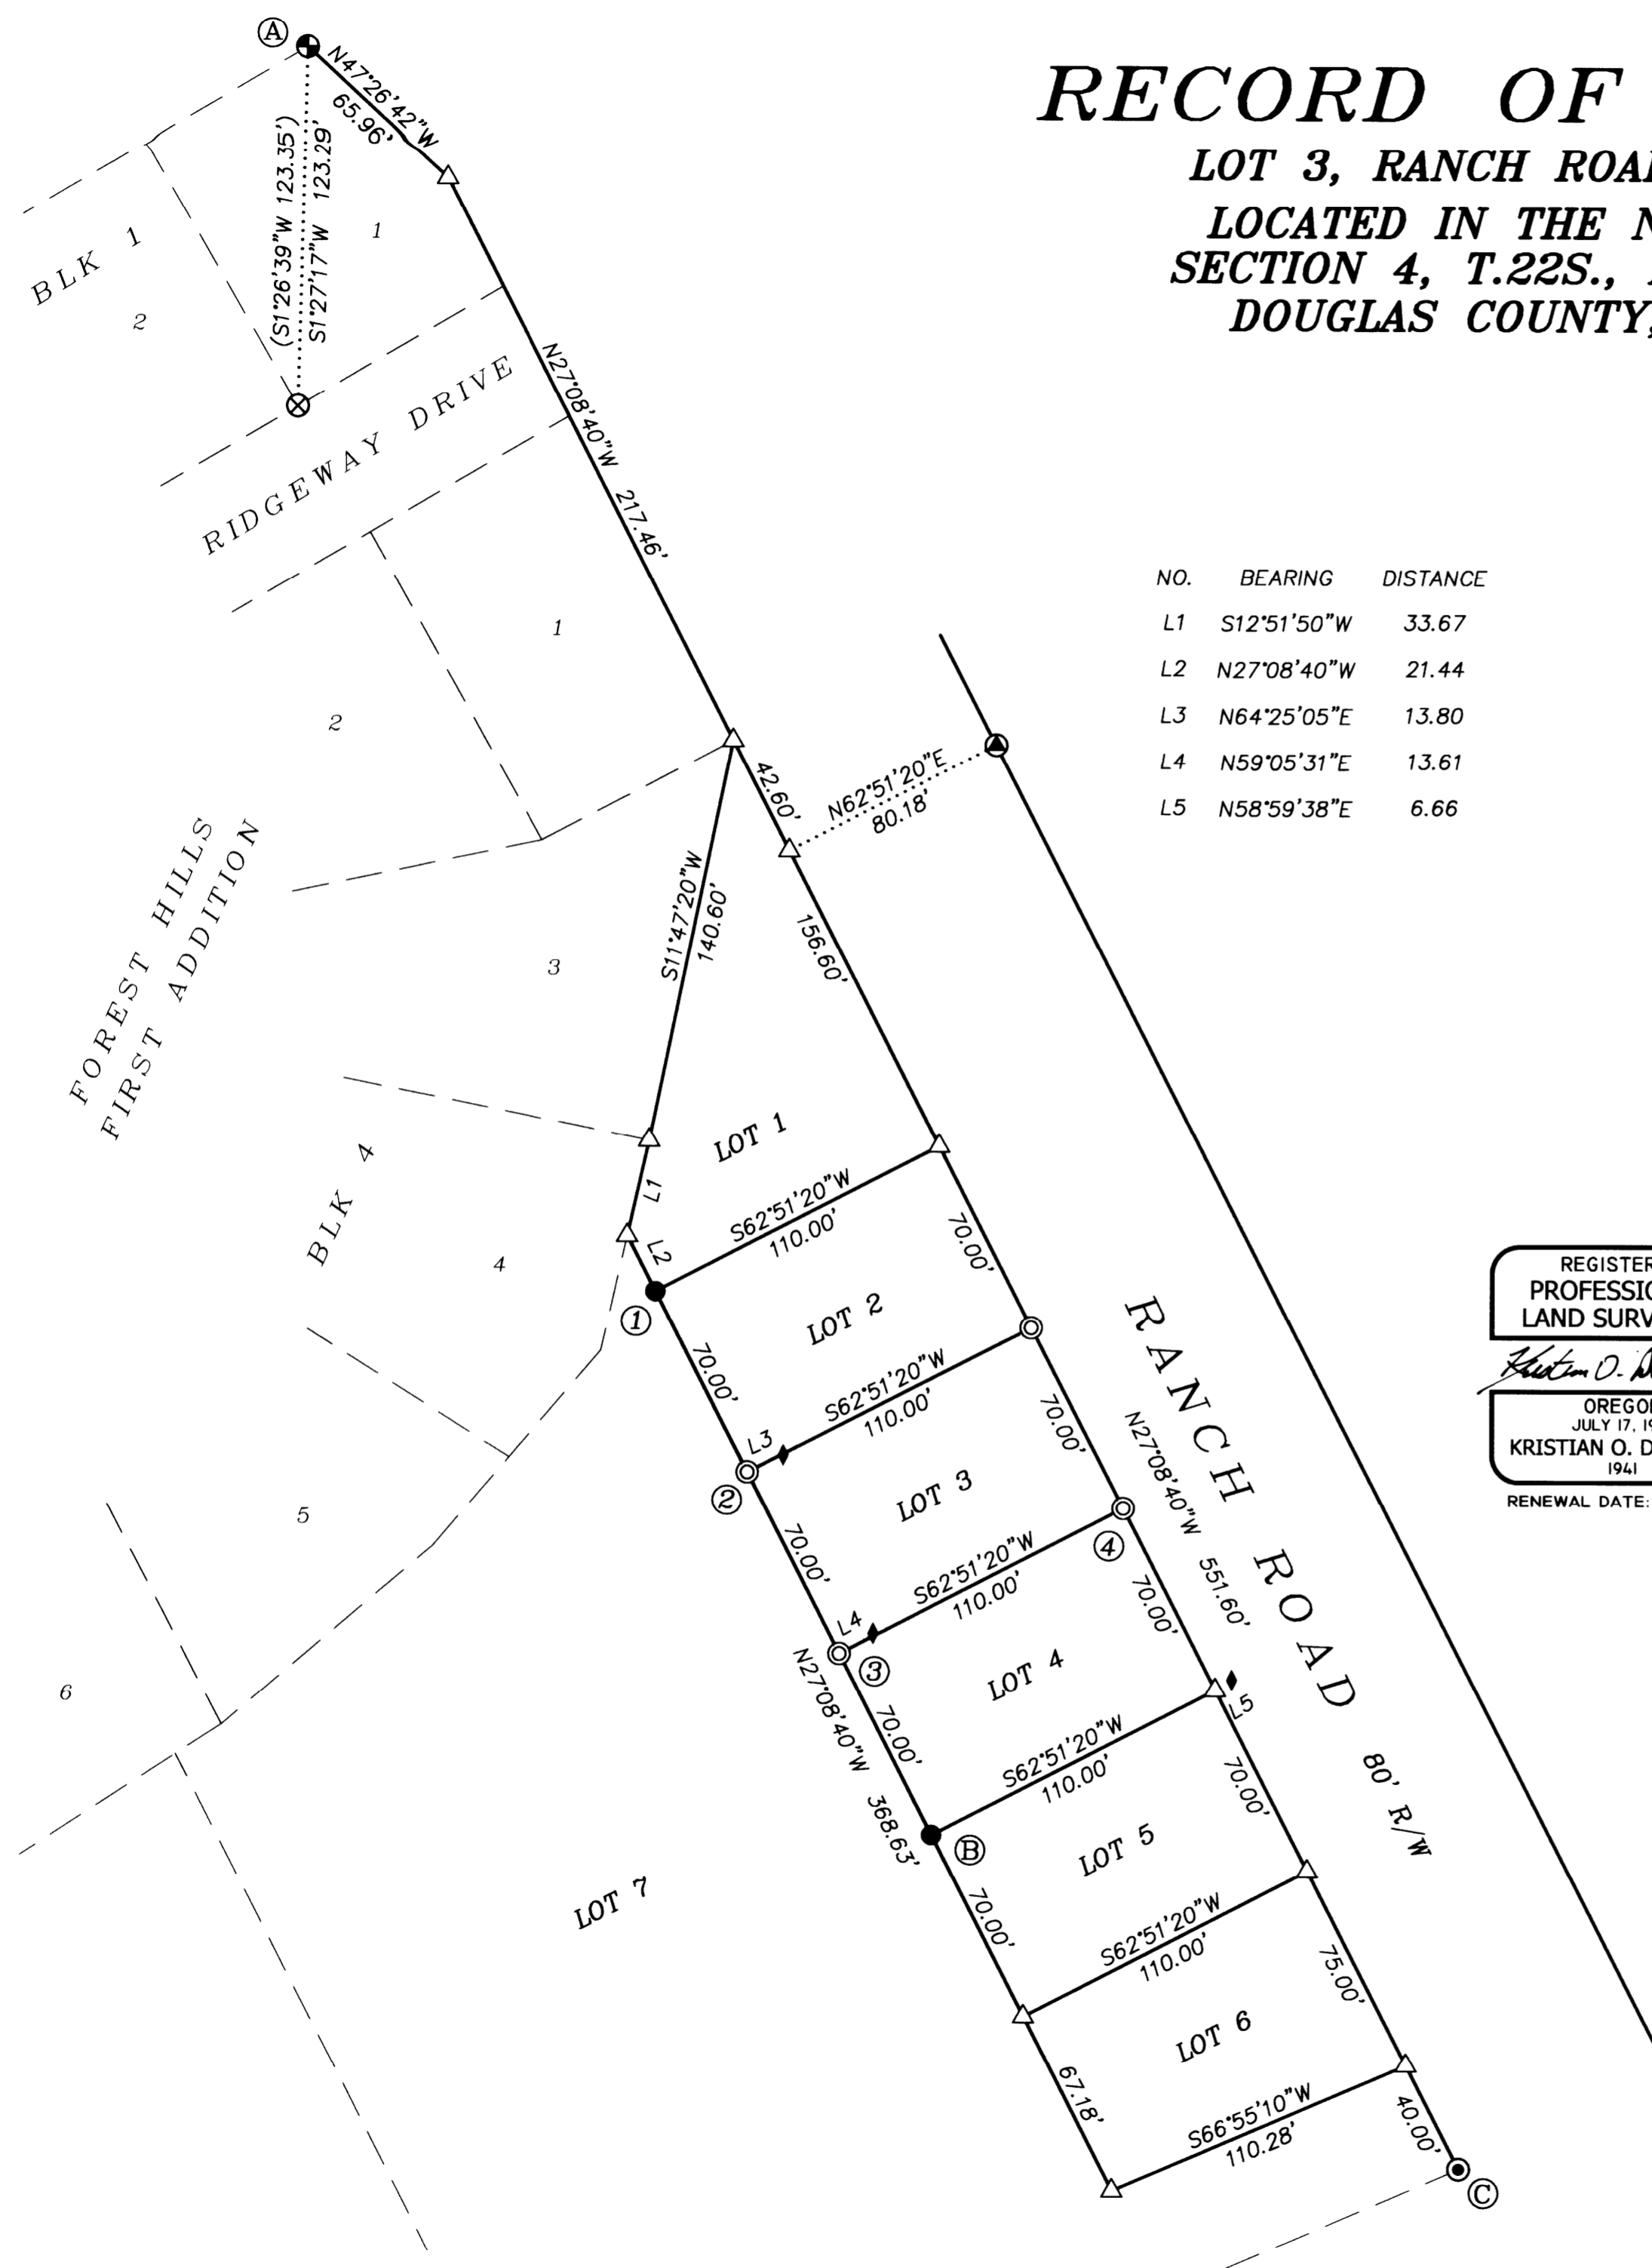 RECORD OF
LOT 3, RANCH ROA
LOCATED IN THE N
SECTION 4, T.22S.,
DOUGLAS COUNTY,
A
N47°26'42"W
65.96'
(S1°26'39"W 123.35')
S1°27'17"W 123.29'
BLK 1
2
1
RIDGEWAY DRIVE
N27°08'40"W 217.46'
1
2
NO. BEARING DISTANCE
L1 S12°51'50"W 33.67
L2 N27°08'40"W 21.44
L3 N64°25'05"E 13.80
L4 N59°05'31"E 13.61
L5 N58°59'38"E 6.66
42.60'
N62°51'20"E
80.18'
FOREST HILLS
FIRST ADDITION
S11°47'20"W
140.60'
156.60'
3
LOT 1
BLK 4
L1
S62°51'20"W
110.00'
70.00'
L2
4
1
LOT 2
70.00'
S62°51'20"W
110.00'
70.00'
RANCH ROAD 80' R/W
N27°08'40"W 551.60'
L3
2
LOT 3
5
70.00'
S62°51'20"W
110.00'
4
70.00'
L4
3
N27°08'40"W 368.63'
LOT 4
6
70.00'
S62°51'20"W
110.00'
L5
70.00'
B
LOT 5
LOT 7
70.00'
S62°51'20"W
110.00'
75.00'
LOT 6
67.18'
S66°55'10"W
110.28'
40.00'
C
REGISTER
PROFESSIO
LAND SURV
OREGO
JULY 17, 19
KRISTIAN O. D
1941
RENEWAL DATE: